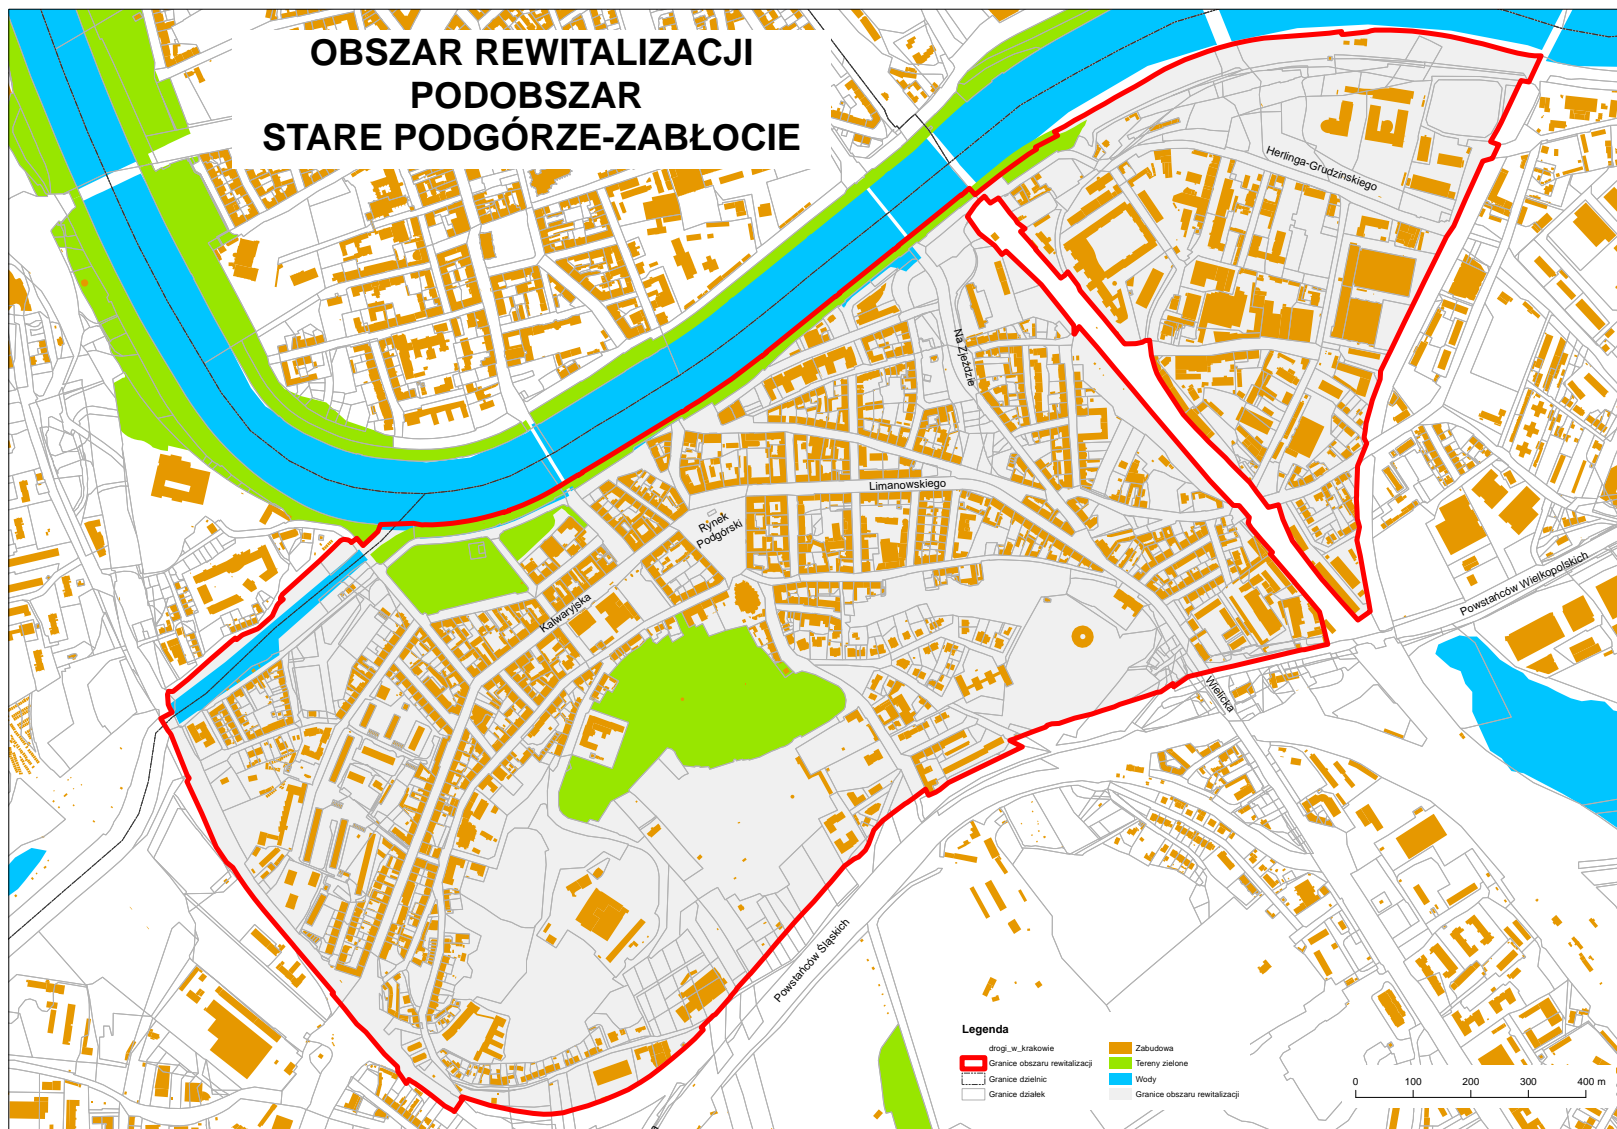 OBSZAR REWITALIZACJI
PODOBSZAR
STARE PODGÓRZE-ZABŁOCIE
Herlinga-Grudzinskiego
Na Zjeździe
Limanowskiego
Rynek
Podgórski
Kalwaryjska
Powstańców Wielkopolskich
Wielicka
Powstańców Śląskich
Legenda
drogi_w_krakowie
Granice obszaru rewitalizacji
Granice dzielnic
Granice działek
Zabudowa
Tereny zielone
Wody
Granice obszaru rewitalizacji
0 100 200 300 400 m